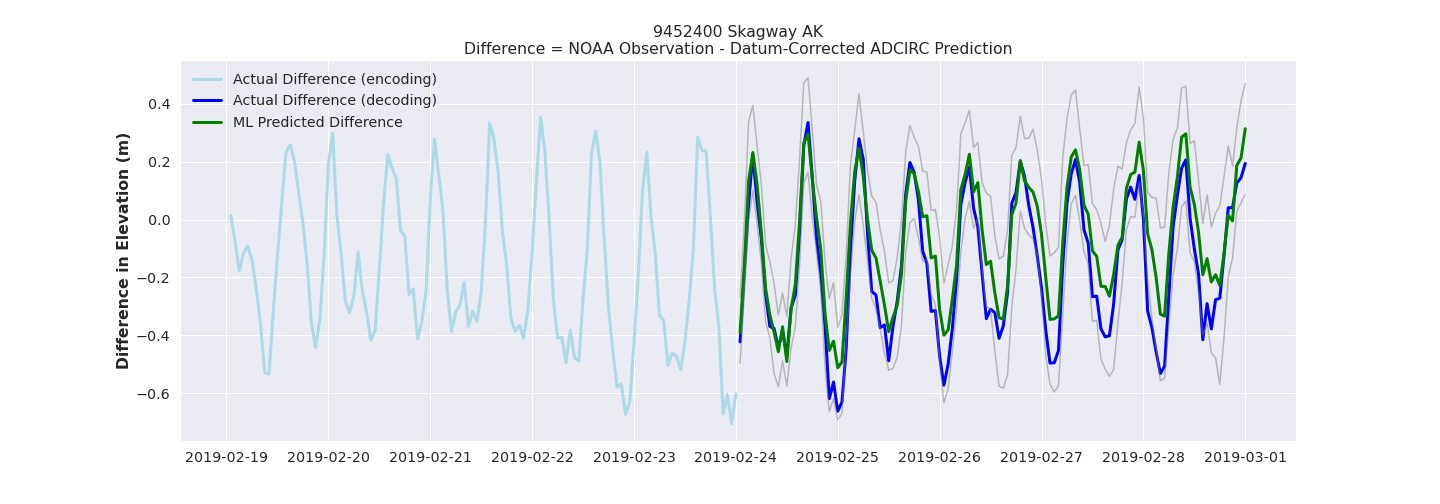 9452400 Skagway AK
Difference = NOAA Observation - Datum-Corrected ADCIRC Prediction
Actual Difference (encoding)
Actual Difference (decoding)
ML Predicted Difference
Difference in Elevation (m)
0.4
0.2
0.0
−0.2
−0.4
−0.6
2019-02-19 2019-02-20 2019-02-21 2019-02-22 2019-02-23 2019-02-24 2019-02-25 2019-02-26 2019-02-27 2019-02-28 2019-03-01